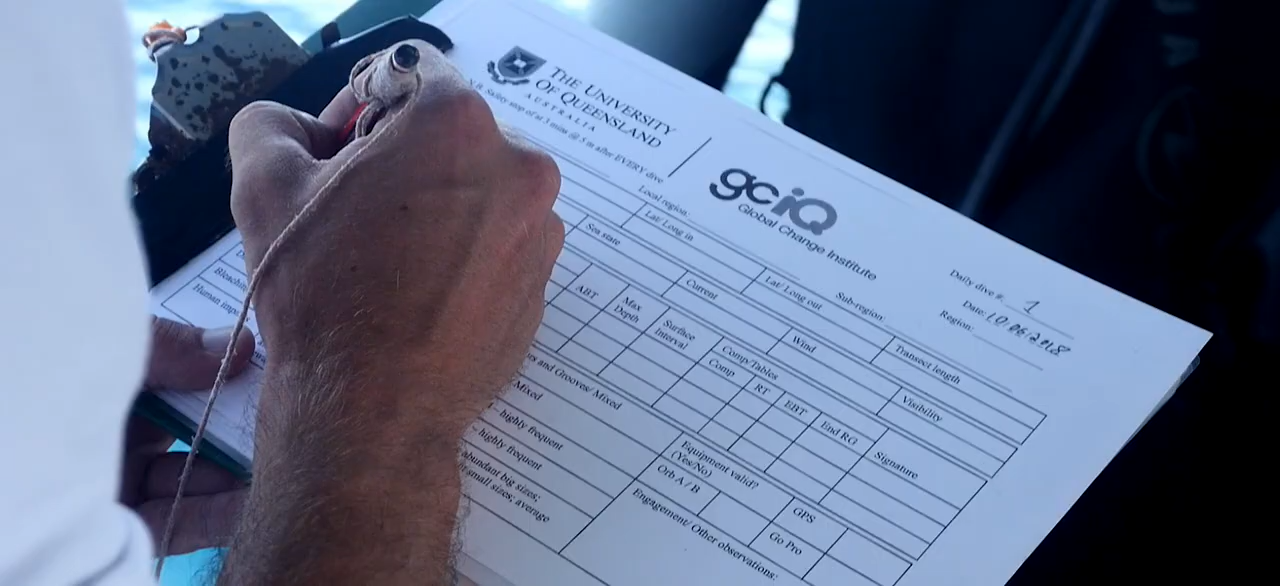 THE UNIVERSITY
OF QUEENSLAND
AUSTRALIA
Safety stop of at 3 mins @ 5 m after EVERY dive
gciQ
Global Change Institute
Daily dive #: 1
Date: 10/06/2018
Region:
Local region:
Sub-region:
Lat/ Long in
Lat/ Long out
Transect length
Sea state
Current
Wind
Visibility
ABT
Max
Depth
Surface
Interval
Comp/Tables
Comp
RT
EBT
End RG
Signature
Bleaching
Human
and Grooves/ Mixed
Mixed
highly frequent
highly frequent
abundant big sizes;
small sizes; average
Equipment valid?
(Yes/No)
Orb A / B
GPS
Go Pro
Engagement/ Other observations: